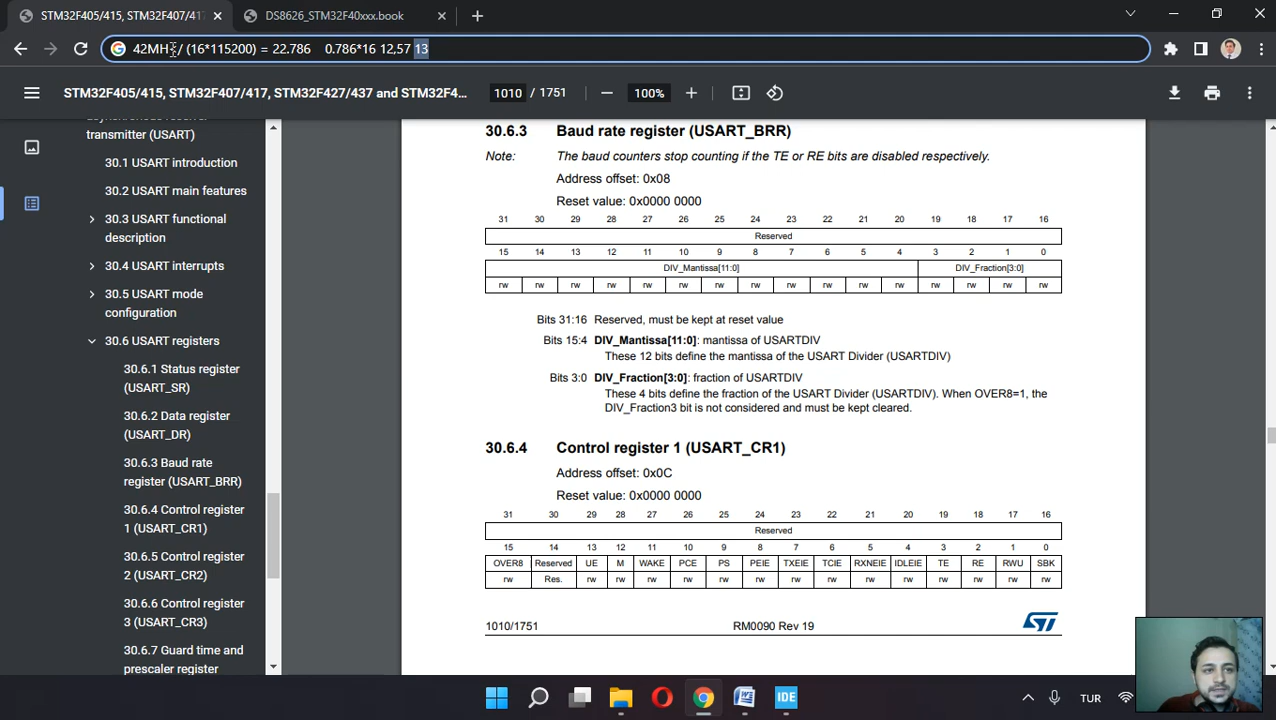 STM32F405/415, STM32F407/417
DS8626_STM32F40xxx.book
42MHz/ (16*115200) = 22.786 0.786*16 12,57 13
STM32F405/415, STM32F407/417, STM32F427/437 and STM32F4...
1010 / 1751
100%
transmitter (USART)
30.1 USART introduction
30.2 USART main features
30.3 USART functional
description
30.4 USART interrupts
30.5 USART mode
configuration
30.6 USART registers
30.6.1 Status register
(USART_SR)
30.6.2 Data register
(USART_DR)
30.6.3 Baud rate
register (USART_BRR)
30.6.4 Control register
1 (USART_CR1)
30.6.5 Control register
2 (USART_CR2)
30.6.6 Control register
3 (USART_CR3)
30.6.7 Guard time and
prescaler register
30.6.3 Baud rate register (USART_BRR)
Note: The baud counters stop counting if the TE or RE bits are disabled respectively.
Address offset: 0x08
Reset value: 0x0000 0000
31 30 29 28 27 26 25 24 23 22 21 20 19 18 17 16
Reserved
15 14 13 12 11 10 9 8 7 6 5 4 3 2 1 0
DIV_Mantissa[11:0] DIV_Fraction[3:0]
rw rw rw rw rw rw rw rw rw rw rw rw rw rw rw rw
Bits 31:16 Reserved, must be kept at reset value
Bits 15:4 DIV_Mantissa[11:0]: mantissa of USARTDIV
These 12 bits define the mantissa of the USART Divider (USARTDIV)
Bits 3:0 DIV_Fraction[3:0]: fraction of USARTDIV
These 4 bits define the fraction of the USART Divider (USARTDIV). When OVER8=1, the
DIV_Fraction3 bit is not considered and must be kept cleared.
30.6.4 Control register 1 (USART_CR1)
Address offset: 0x0C
Reset value: 0x0000 0000
31 30 29 28 27 26 25 24 23 22 21 20 19 18 17 16
Reserved
15 14 13 12 11 10 9 8 7 6 5 4 3 2 1 0
OVER8 Reserved UE M WAKE PCE PS PEIE TXEIE TCIE RXNEIE IDLEIE TE RE RWU SBK
rw Res. rw rw rw rw rw rw rw rw rw rw rw rw rw rw
1010/1751 RM0090 Rev 19 ST
IDE
TUR